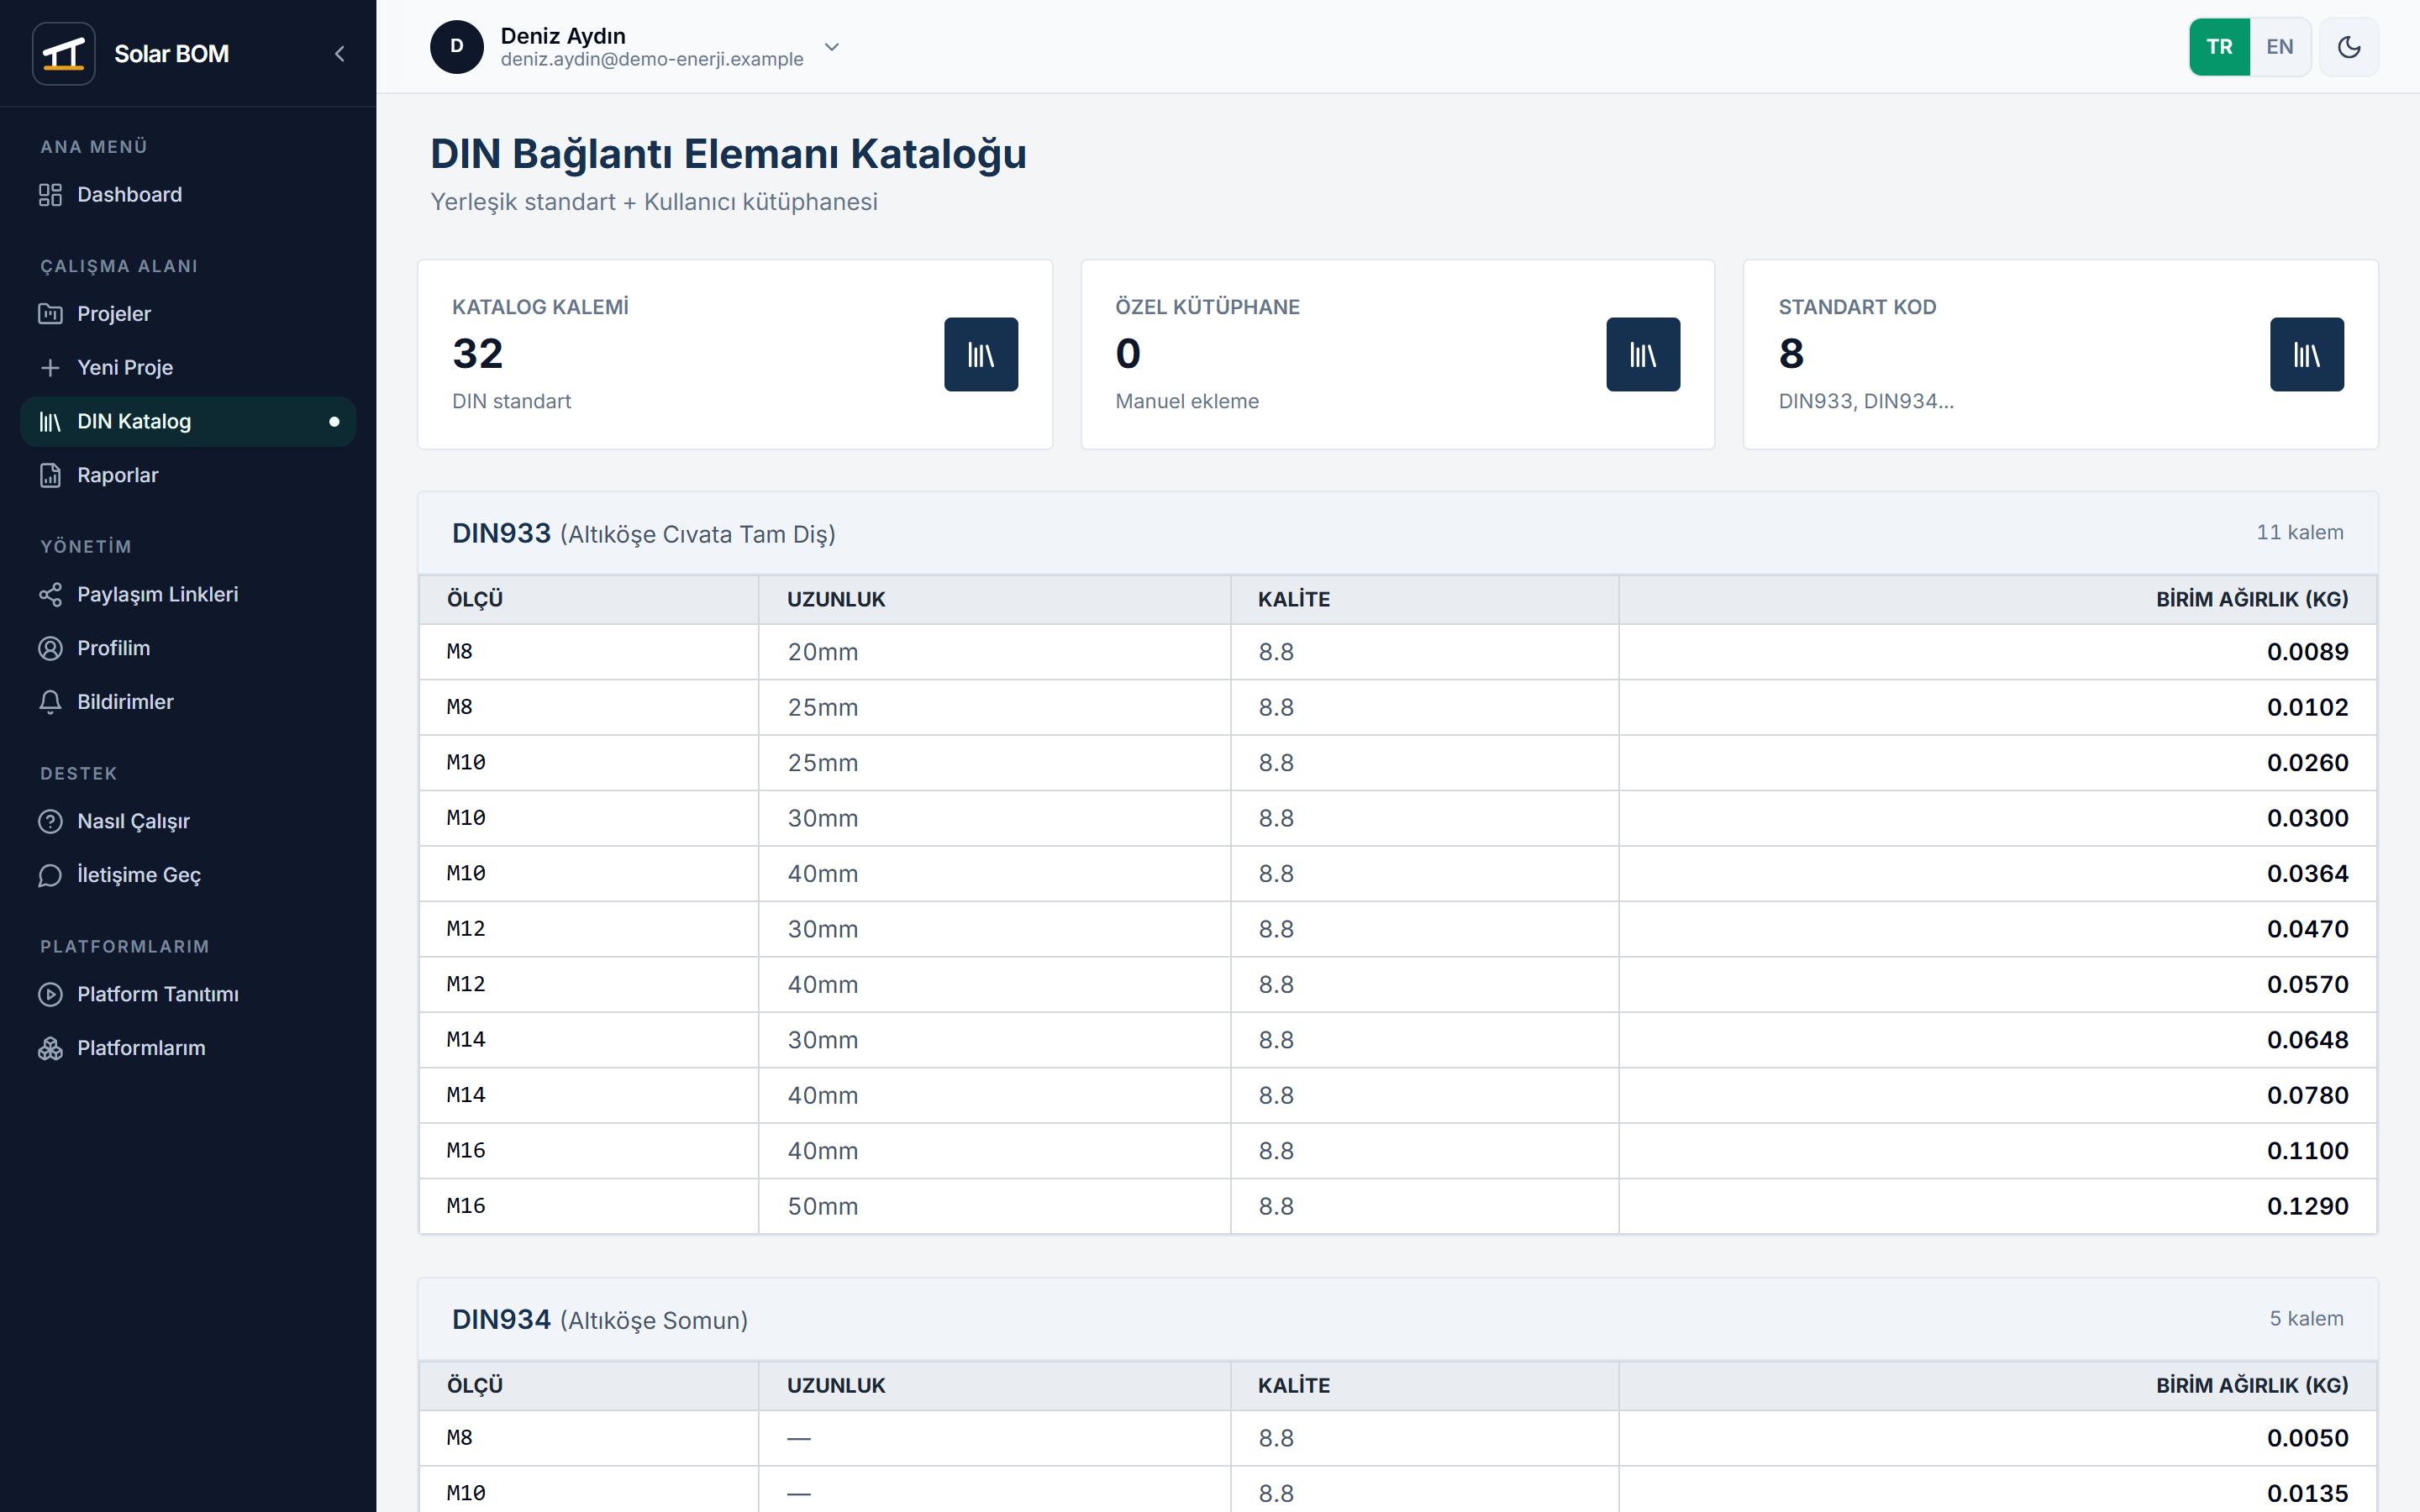 Solar BOM
ANA MENÜ
Dashboard
ÇALIŞMA ALANI
Projeler
Yeni Proje
DIN Katalog
Raporlar
YÖNETİM
Paylaşım Linkleri
Profilim
Bildirimler
DESTEK
Nasıl Çalışır
İletişime Geç
PLATFORMLARIM
Platform Tanıtımı
Platformlarım
D
Deniz Aydın
deniz.aydin@demo-enerji.example
TR EN
DIN Bağlantı Elemanı Kataloğu
Yerleşik standart + Kullanıcı kütüphanesi
KATALOG KALEMİ
32
DIN standart
ÖZEL KÜTÜPHANE
0
Manuel ekleme
STANDART KOD
8
DIN933, DIN934...
DIN933 (Altıköşe Cıvata Tam Diş) 11 kalem
ÖLÇÜ UZUNLUK KALİTE BİRİM AĞIRLIK (KG)
M8 20mm 8.8 0.0089
M8 25mm 8.8 0.0102
M10 25mm 8.8 0.0260
M10 30mm 8.8 0.0300
M10 40mm 8.8 0.0364
M12 30mm 8.8 0.0470
M12 40mm 8.8 0.0570
M14 30mm 8.8 0.0648
M14 40mm 8.8 0.0780
M16 40mm 8.8 0.1100
M16 50mm 8.8 0.1290
DIN934 (Altıköşe Somun) 5 kalem
ÖLÇÜ UZUNLUK KALİTE BİRİM AĞIRLIK (KG)
M8 — 8.8 0.0050
M10 — 8.8 0.0135